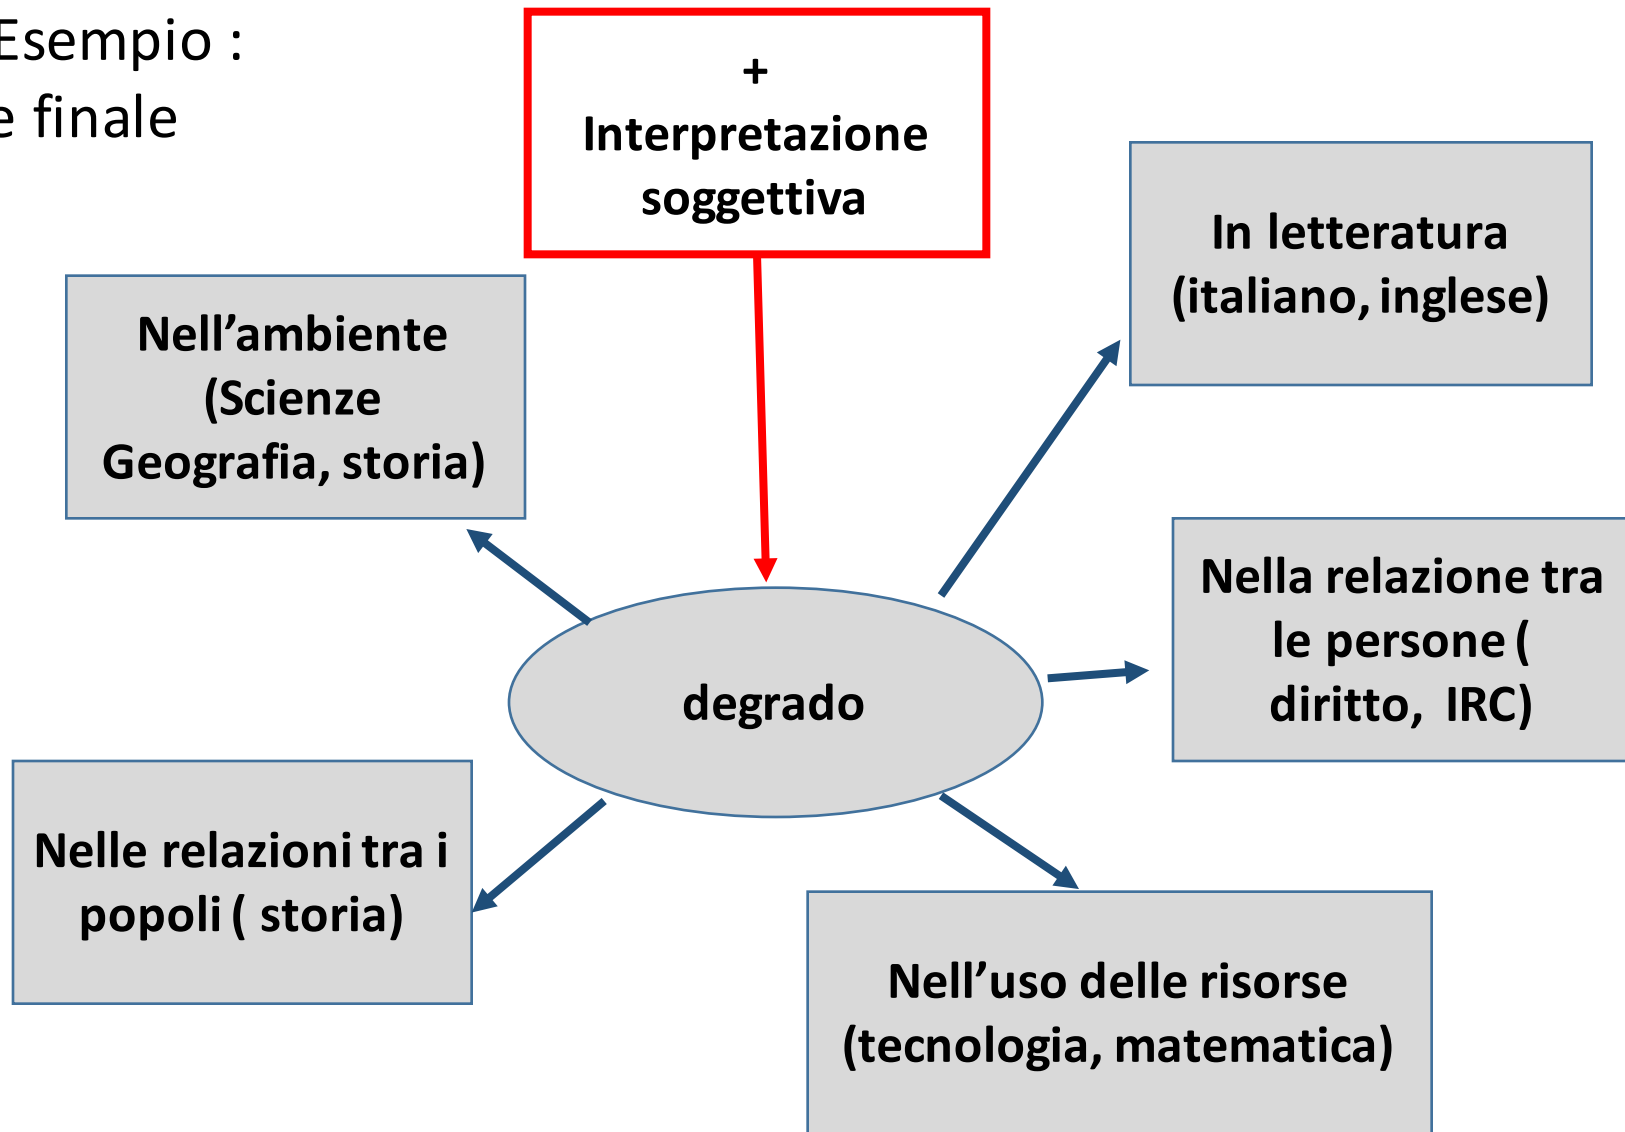 Esempio :
e finale
+
Interpretazione
soggettiva
In letteratura
(italiano, inglese)
Nell’ambiente
(Scienze
Geografia, storia)
Nella relazione tra
le persone (
diritto, IRC)
degrado
Nelle relazioni tra i
popoli ( storia)
Nell’uso delle risorse
(tecnologia, matematica)